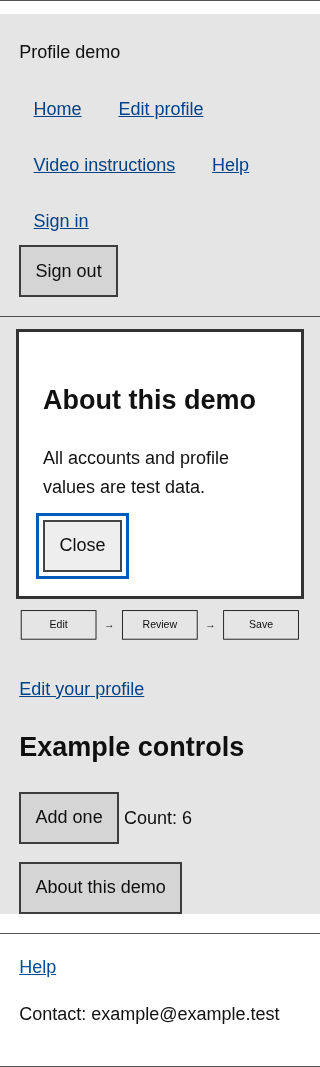 Profile demo
Home Edit profile
Video instructions Help
Sign in
Sign out
About this demo
All accounts and profile
values are test data.
Close
Edit → Review → Save
Edit your profile
Example controls
Add one Count: 6
About this demo
Help
Contact: example@example.test